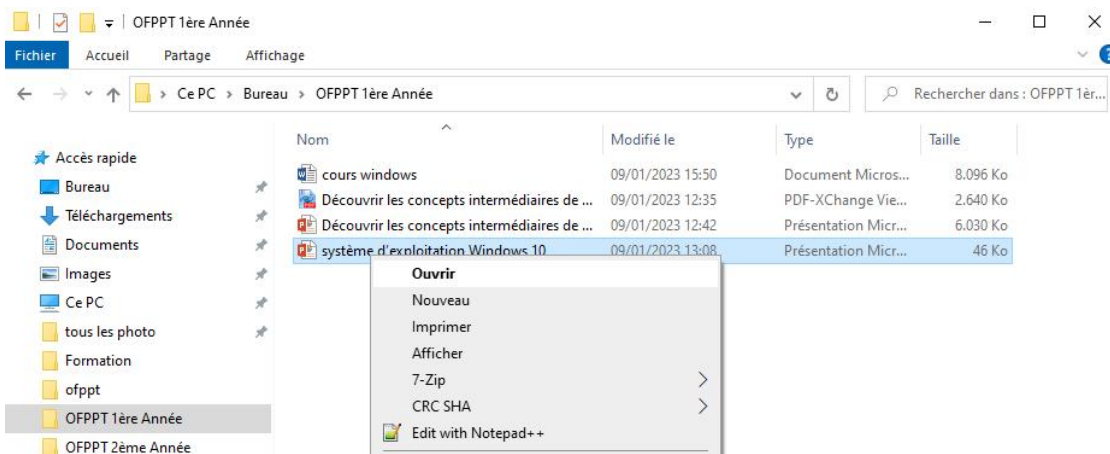 OFPPT 1ère Année
Fichier Accueil Partage Affichage
Ce PC Bureau OFPPT 1ère Année Rechercher dans : OFPPT 1èr...
Nom Modifié le Type Taille
Accès rapide
cours windows 09/01/2023 15:50 Document Micros... 8.096 Ko
Bureau
Découvrir les concepts intermédiaires de ... 09/01/2023 12:35 PDF-XChange Vie... 2.640 Ko
Téléchargements
Découvrir les concepts intermédiaires de ... 09/01/2023 12:42 Présentation Micr... 6.030 Ko
Documents
système d'exploitation Windows 10 09/01/2023 13:08 Présentation Micr... 46 Ko
Images
Ouvrir
Ce PC
Nouveau
tous les photo
Imprimer
Formation
Afficher
ofppt
7-Zip
OFPPT 1ère Année
CRC SHA
OFPPT 2ème Année
Edit with Notepad++